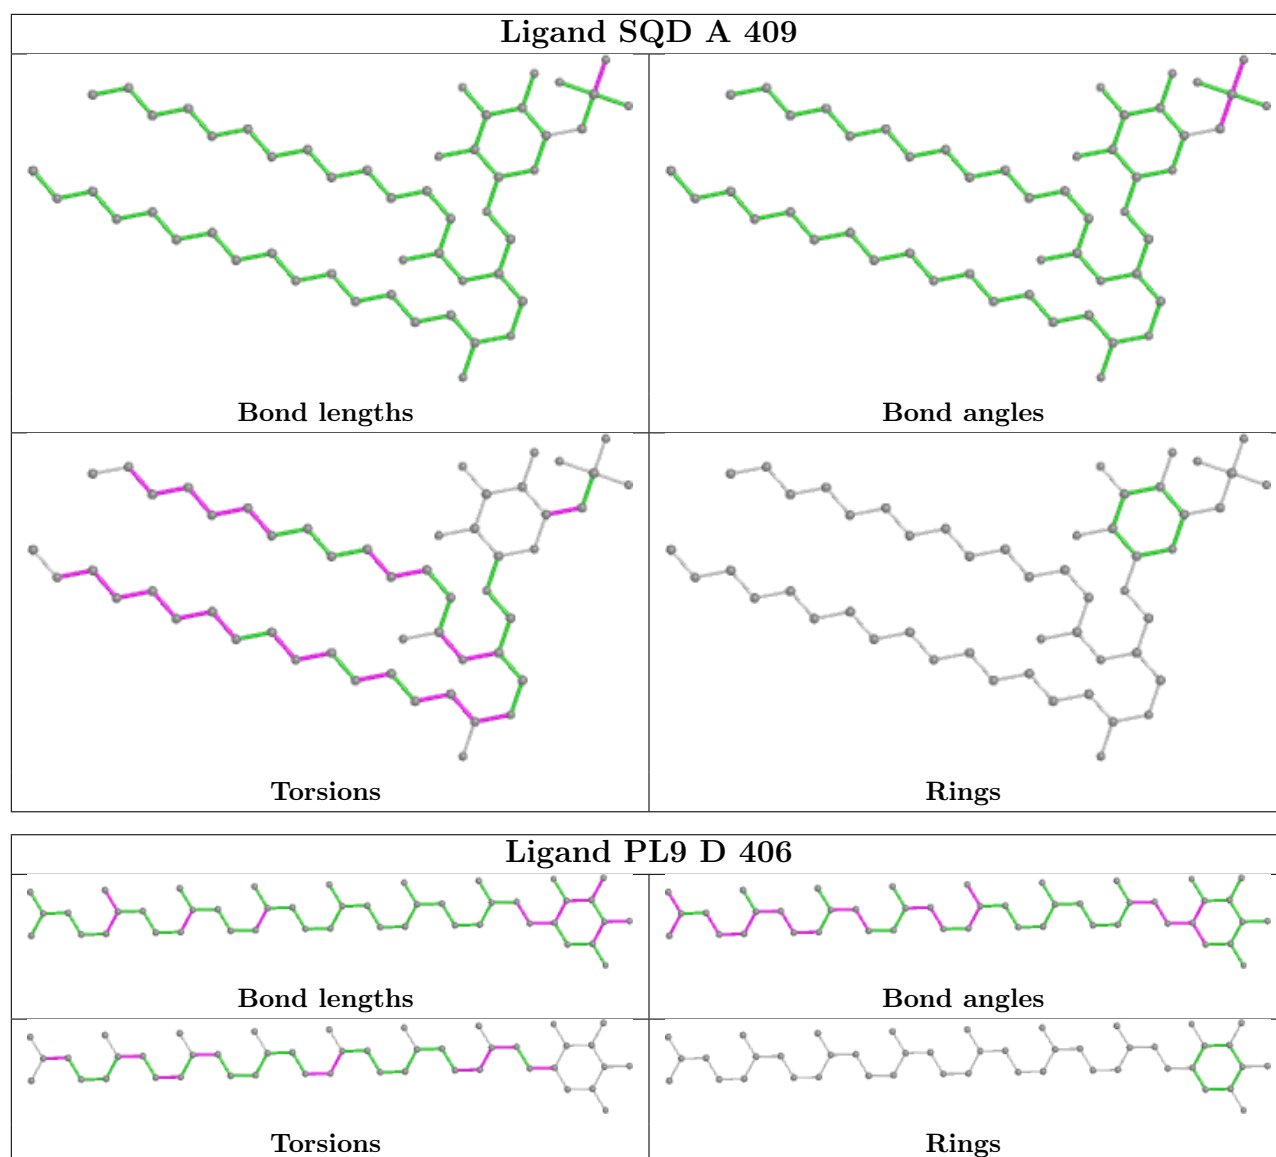 Ligand SQD A 409
Bond lengths
Bond angles
Torsions
Rings
Ligand PL9 D 406
Bond lengths
Bond angles
Torsions
Rings